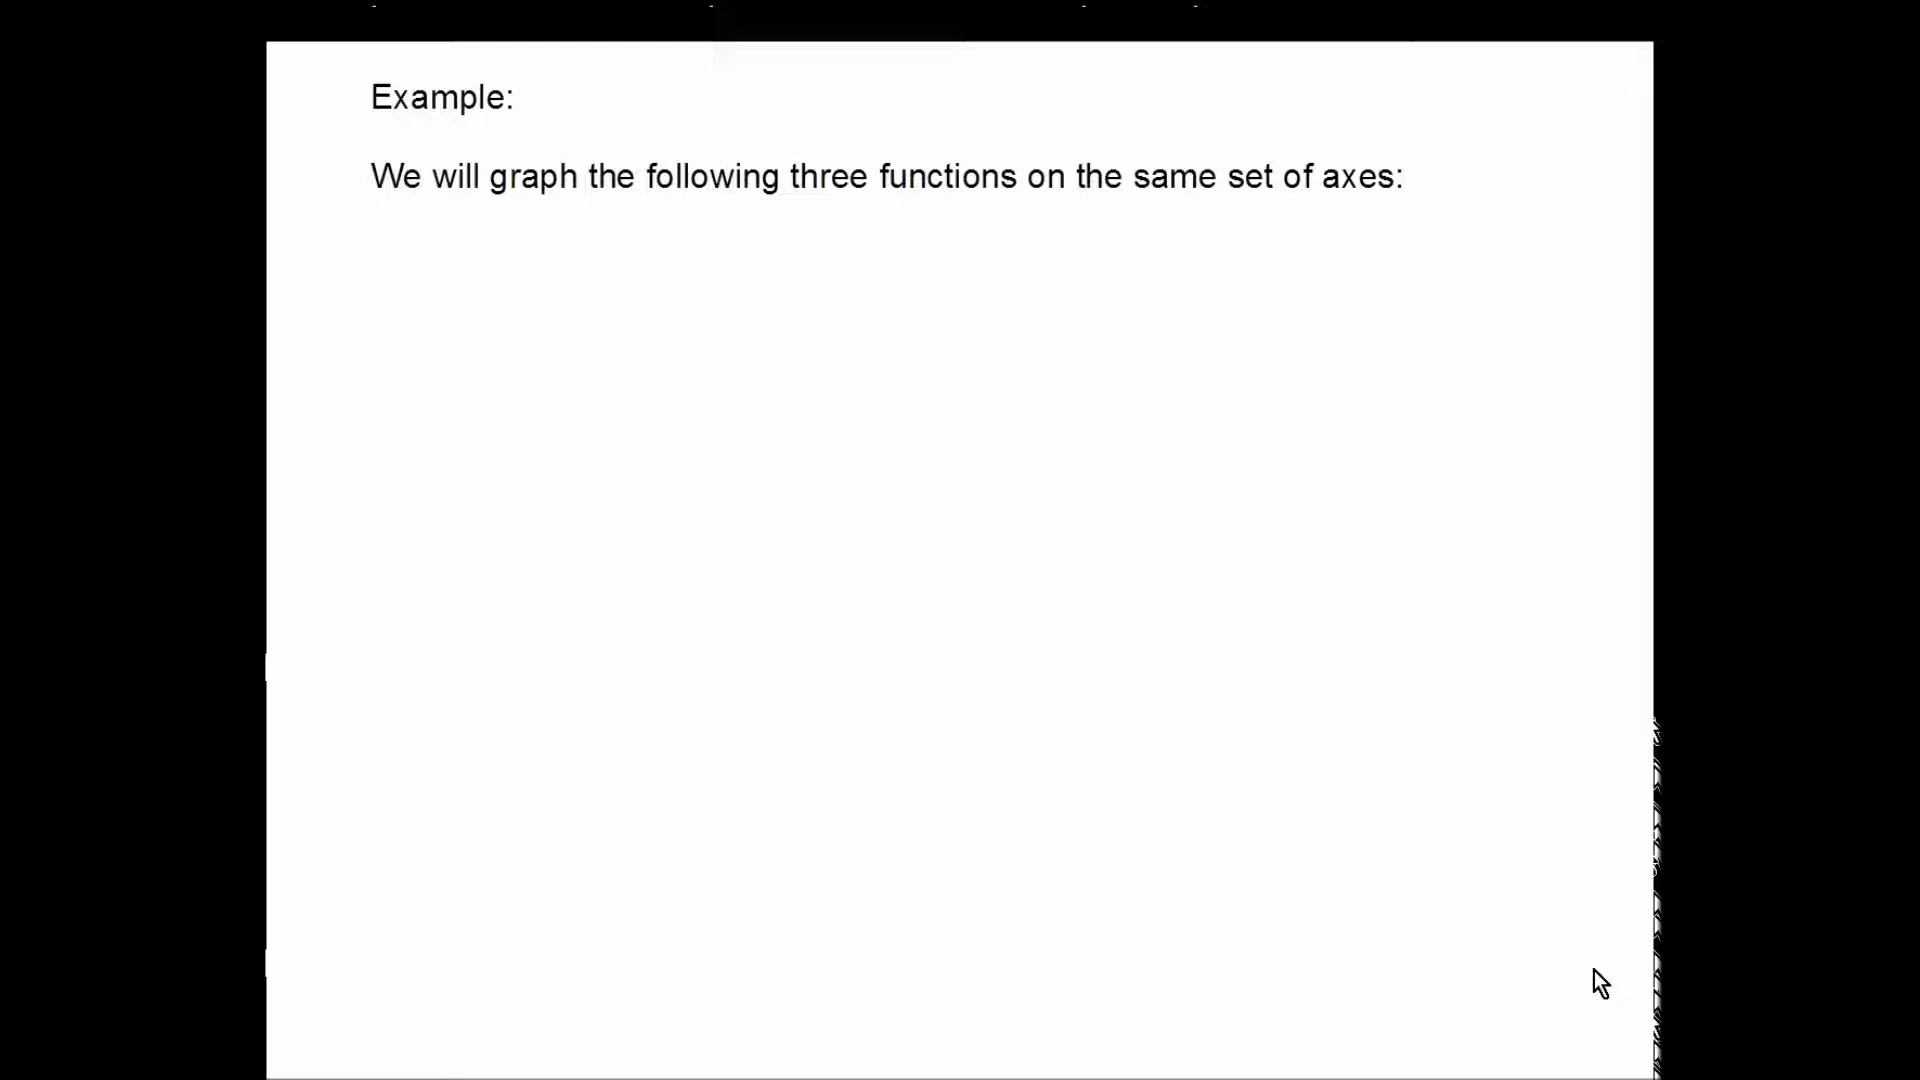 Example:
We will graph the following three functions on the same set of axes: